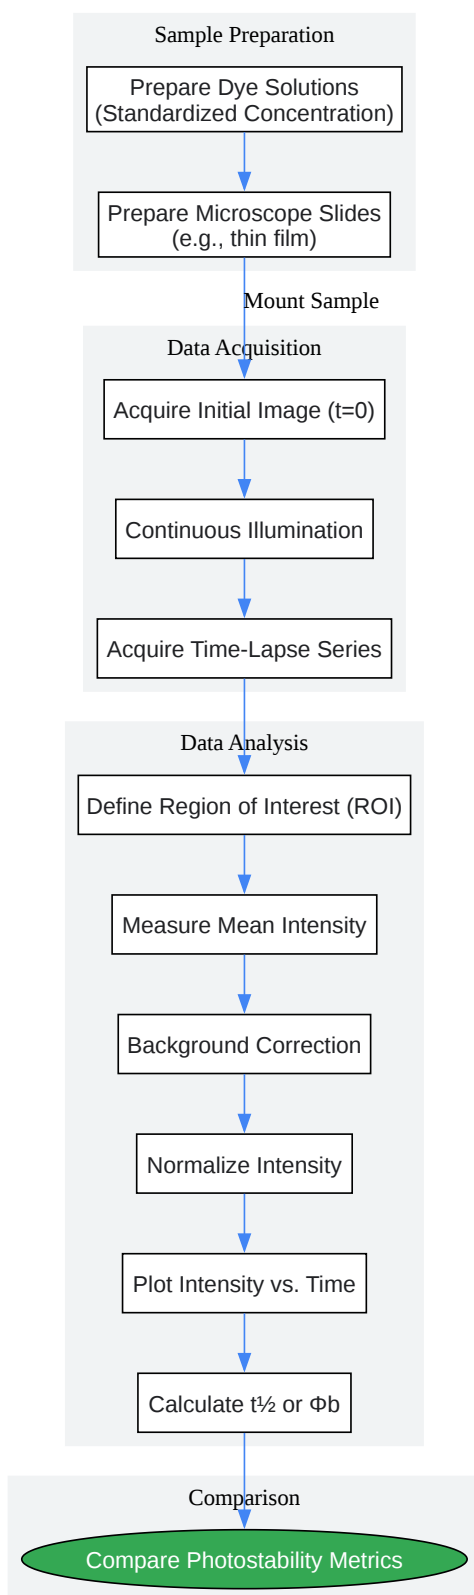 Sample Preparation
Prepare Dye Solutions
(Standardized Concentration)
Prepare Microscope Slides
(e.g., thin film)
Mount Sample
Data Acquisition
Acquire Initial Image (t=0)
Continuous Illumination
Acquire Time-Lapse Series
Data Analysis
Define Region of Interest (ROI)
Measure Mean Intensity
Background Correction
Normalize Intensity
Plot Intensity vs. Time
Calculate t½ or Φb
Comparison
Compare Photostability Metrics